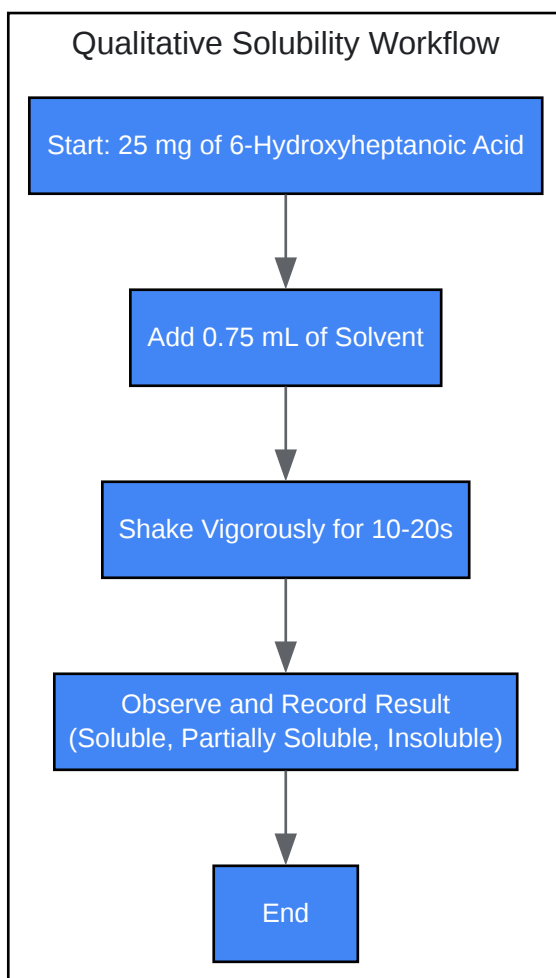 Qualitative Solubility Workflow
Start: 25 mg of 6-Hydroxyheptanoic Acid
Add 0.75 mL of Solvent
Shake Vigorously for 10-20s
Observe and Record Result
(Soluble, Partially Soluble, Insoluble)
End